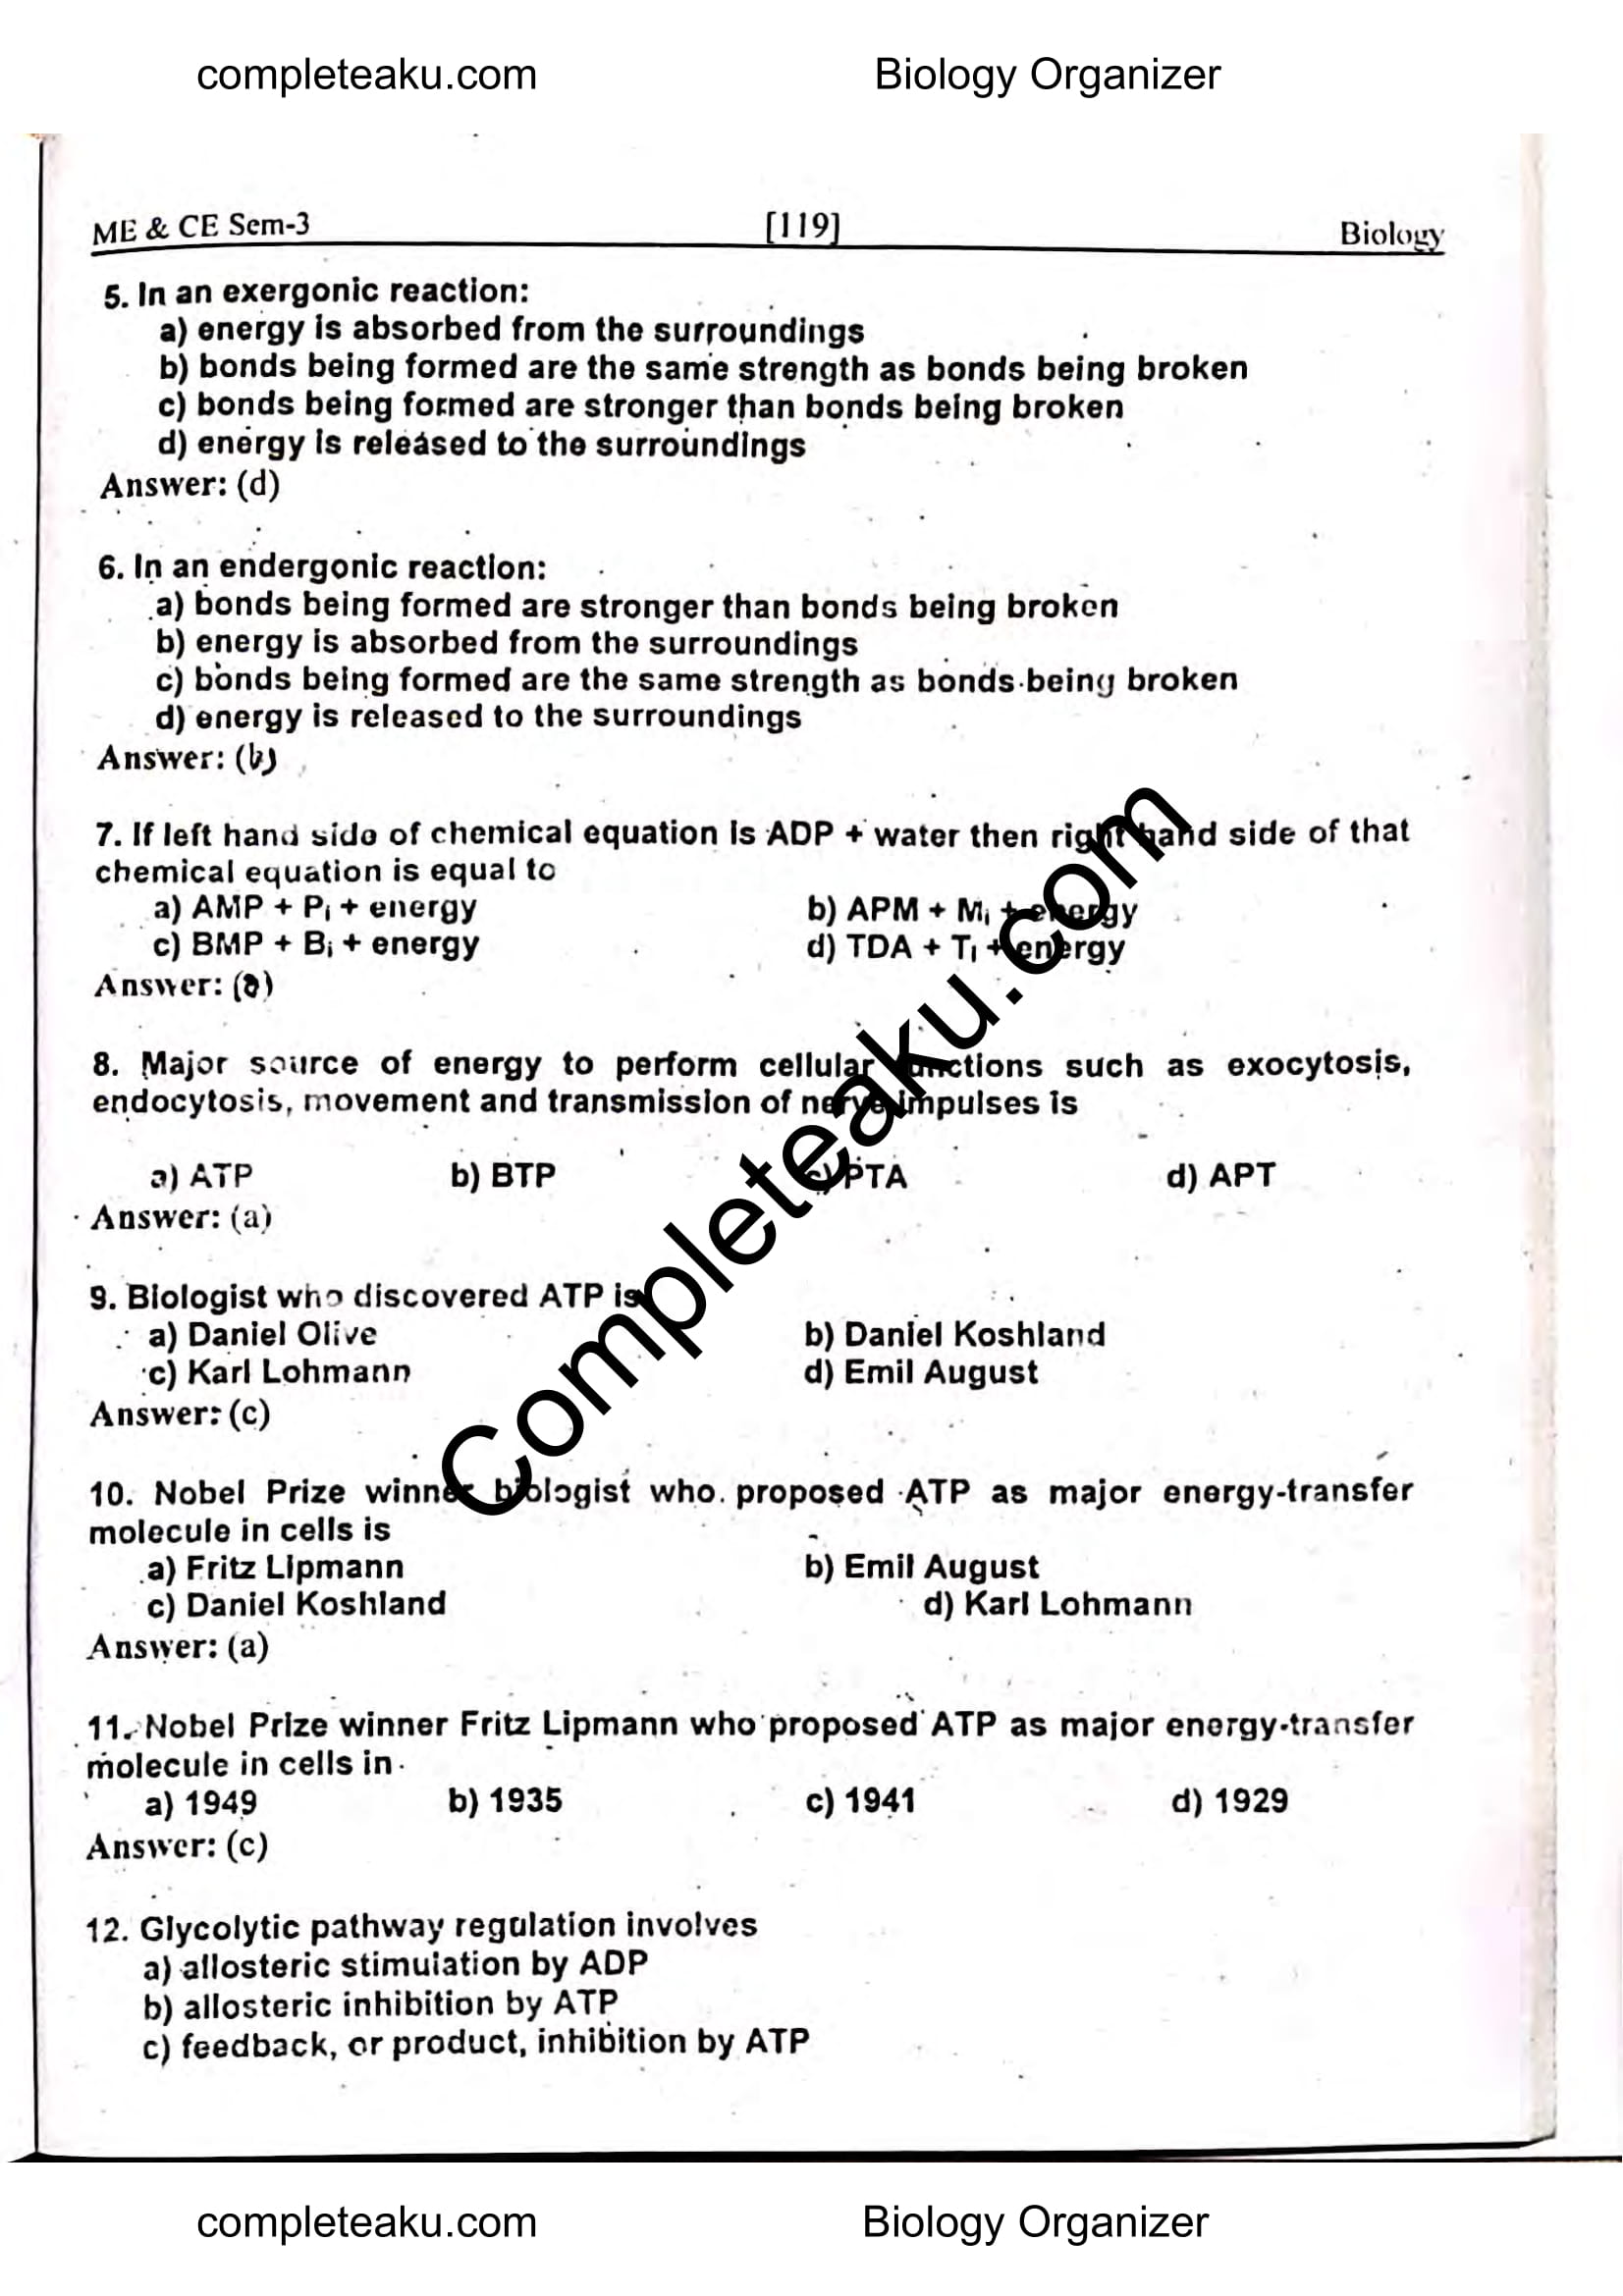 completeaku.com Biology Organizer
ME & CE Sem-3 [119] Biology
5. In an exergonic reaction:
a) energy is absorbed from the surroundings
b) bonds being formed are the same strength as bonds being broken
c) bonds being formed are stronger than bonds being broken
d) energy is released to the surroundings
Answer: (d)
6. In an endergonic reaction:
a) bonds being formed are stronger than bonds being broken
b) energy is absorbed from the surroundings
c) bonds being formed are the same strength as bonds being broken
d) energy is released to the surroundings
Answer: (b)
7. If left hand side of chemical equation is ADP + water then right hand side of that
chemical equation is equal to
a) AMP + Pi + energy b) APM + Mi + energy
c) BMP + Bi + energy d) TDA + Ti + energy
Answer: (a)
8. Major source of energy to perform cellular functions such as exocytosis,
endocytosis, movement and transmission of nerve impulses is
a) ATP b) BTP c) PTA d) APT
Answer: (a)
9. Biologist who discovered ATP is
a) Daniel Olive b) Daniel Koshland
c) Karl Lohmann d) Emil August
Answer: (c)
10. Nobel Prize winner biologist who proposed ATP as major energy-transfer
molecule in cells is
a) Fritz Lipmann b) Emil August
c) Daniel Koshland d) Karl Lohmann
Answer: (a)
11. Nobel Prize winner Fritz Lipmann who proposed ATP as major energy-transfer
molecule in cells in
a) 1949 b) 1935 c) 1941 d) 1929
Answer: (c)
12. Glycolytic pathway regulation involves
a) allosteric stimulation by ADP
b) allosteric inhibition by ATP
c) feedback, or product, inhibition by ATP
Completeaku.com
completeaku.com Biology Organizer